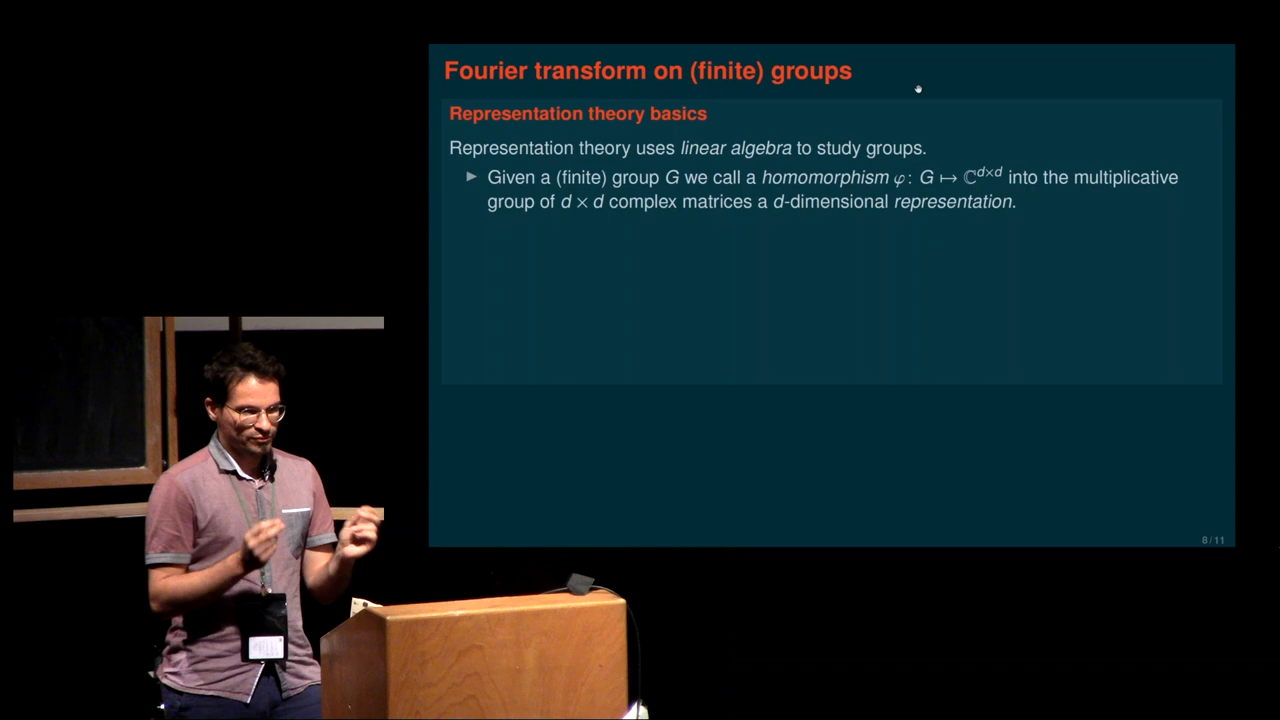 Fourier transform on (finite) groups
Representation theory basics
Representation theory uses linear algebra to study groups.
► Given a (finite) group G we call a homomorphism φ: G ↦ ℂ^{d×d} into the multiplicative
group of d × d complex matrices a d-dimensional representation.
8 / 11